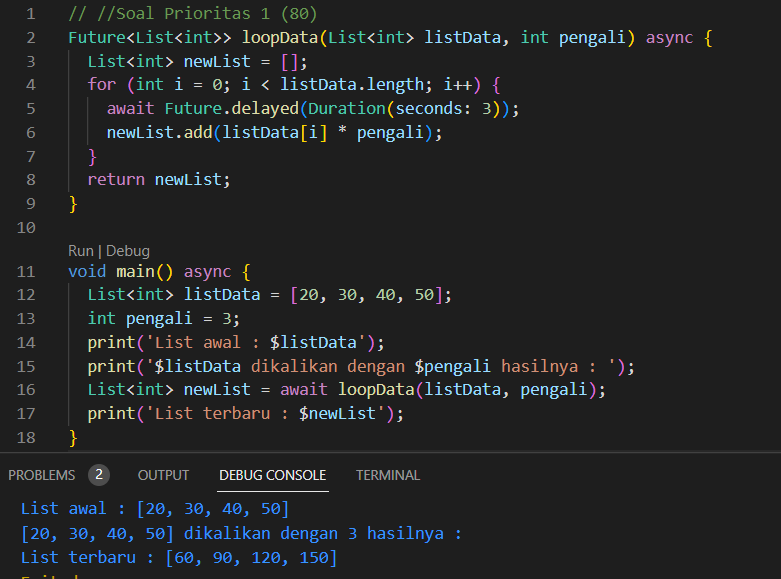 1 // //Soal Prioritas 1 (80)
2 Future<List<int>> loopData(List<int> listData, int pengali) async {
3   List<int> newList = [];
4   for (int i = 0; i < listData.length; i++) {
5     await Future.delayed(Duration(seconds: 3));
6     newList.add(listData[i] * pengali);
7   }
8   return newList;
9 }
10
Run | Debug
11 void main() async {
12   List<int> listData = [20, 30, 40, 50];
13   int pengali = 3;
14   print('List awal : $listData');
15   print('$listData dikalikan dengan $pengali hasilnya : ');
16   List<int> newList = await loopData(listData, pengali);
17   print('List terbaru : $newList');
18 }
PROBLEMS 2 OUTPUT DEBUG CONSOLE TERMINAL
List awal : [20, 30, 40, 50]
[20, 30, 40, 50] dikalikan dengan 3 hasilnya :
List terbaru : [60, 90, 120, 150]